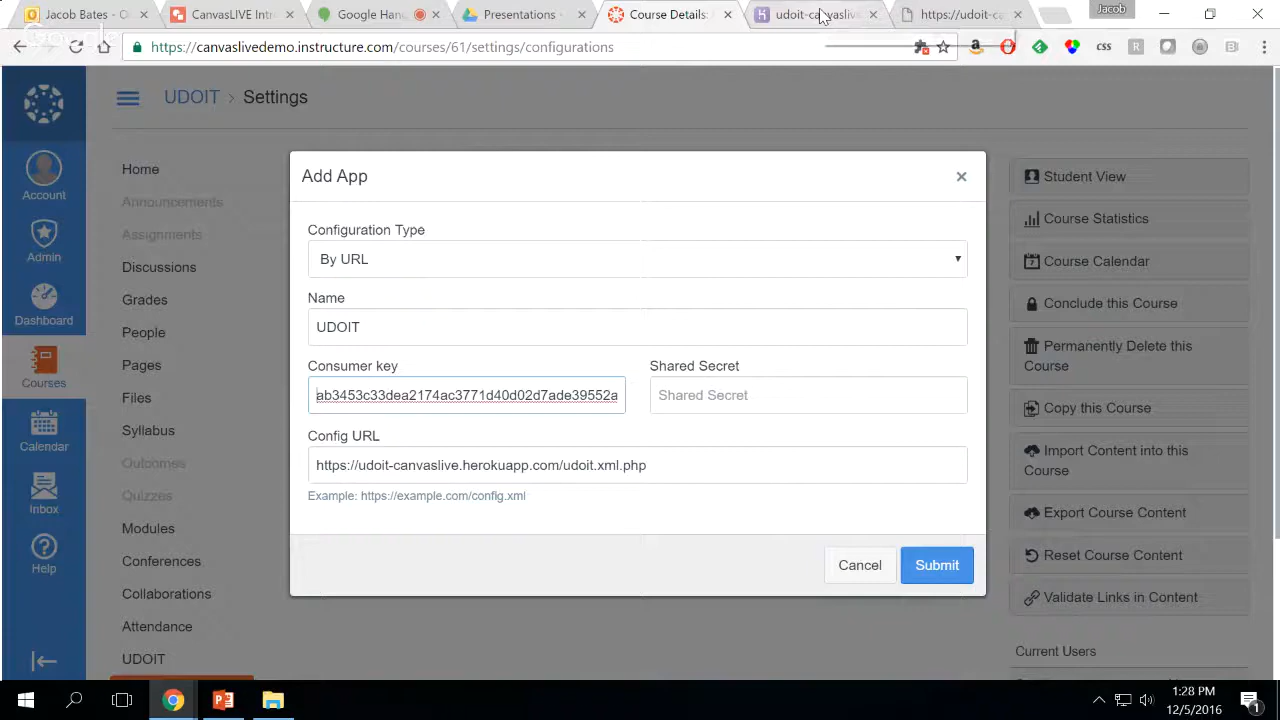 Jacob Bates - O
CanvasLIVE Intr
Google Hang
Presentations
Course Details:
udoit-canvaslive
https://udoit-ca
Jacob
Google
https://canvaslivedemo.instructure.com/courses/61/settings/configurations
css
UDOIT > Settings
Account
Admin
Dashboard
Courses
Calendar
Inbox
Help
Home
Announcements
Assignments
Discussions
Grades
People
Pages
Files
Syllabus
Outcomes
Quizzes
Modules
Conferences
Collaborations
Attendance
UDOIT
Add App
×
Configuration Type
By URL
Name
UDOIT
Consumer key
Shared Secret
ab3453c33dea2174ac3771d40d02d7ade39552a
Shared Secret
Config URL
https://udoit-canvaslive.herokuapp.com/udoit.xml.php
Example: https://example.com/config.xml
Cancel
Submit
Student View
Course Statistics
Course Calendar
Conclude this Course
Permanently Delete this
Course
Copy this Course
Import Content into this
Course
Export Course Content
Reset Course Content
Validate Links in Content
Current Users
1:28 PM
12/5/2016
1